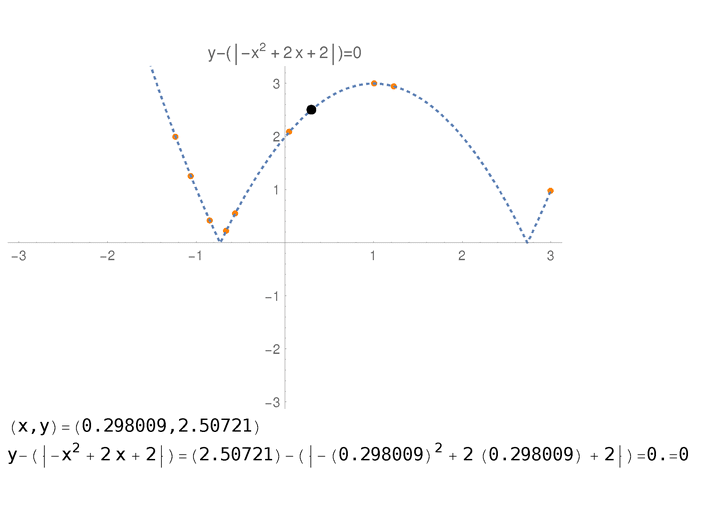 y−(|−x² + 2 x + 2|)=0
3
2
1
−3 −2 −1 1 2 3
−1
−2
−3
(x,y)=(0.298009,2.50721)
y−(|−x² + 2 x + 2|)=(2.50721)−(|−(0.298009)² + 2 (0.298009) + 2|)=0.=0